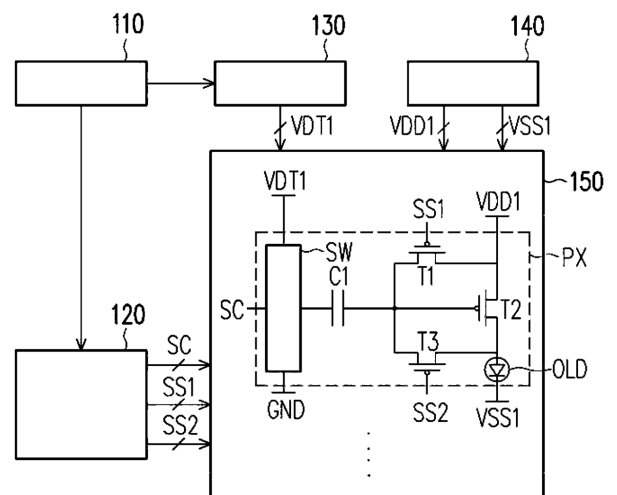 110
130
140
VDT1
VDD1
VSS1
150
VDT1
SS1
VDD1
SW
PX
C1
T1
SC
T2
120
T3
SC
OLD
SS1
GND
SS2
VSS1
SS2